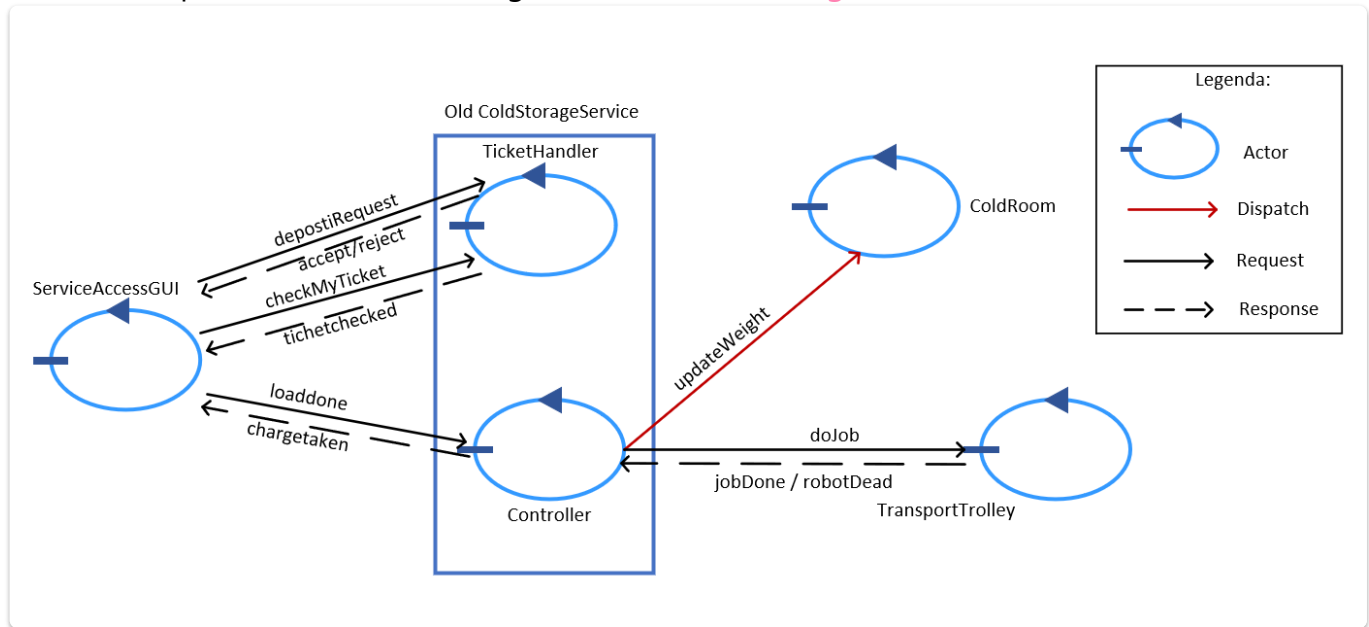 Legenda:
Old ColdStorageService
TicketHandler
Actor
depostiRequest
accept/reject
ColdRoom
Dispatch
checkMyTicket
Request
ServiceAccessGUI
tichetchecked
Response
updateWeight
loaddone
chargetaken
doJob
jobDone / robotDead
Controller
TransportTrolley